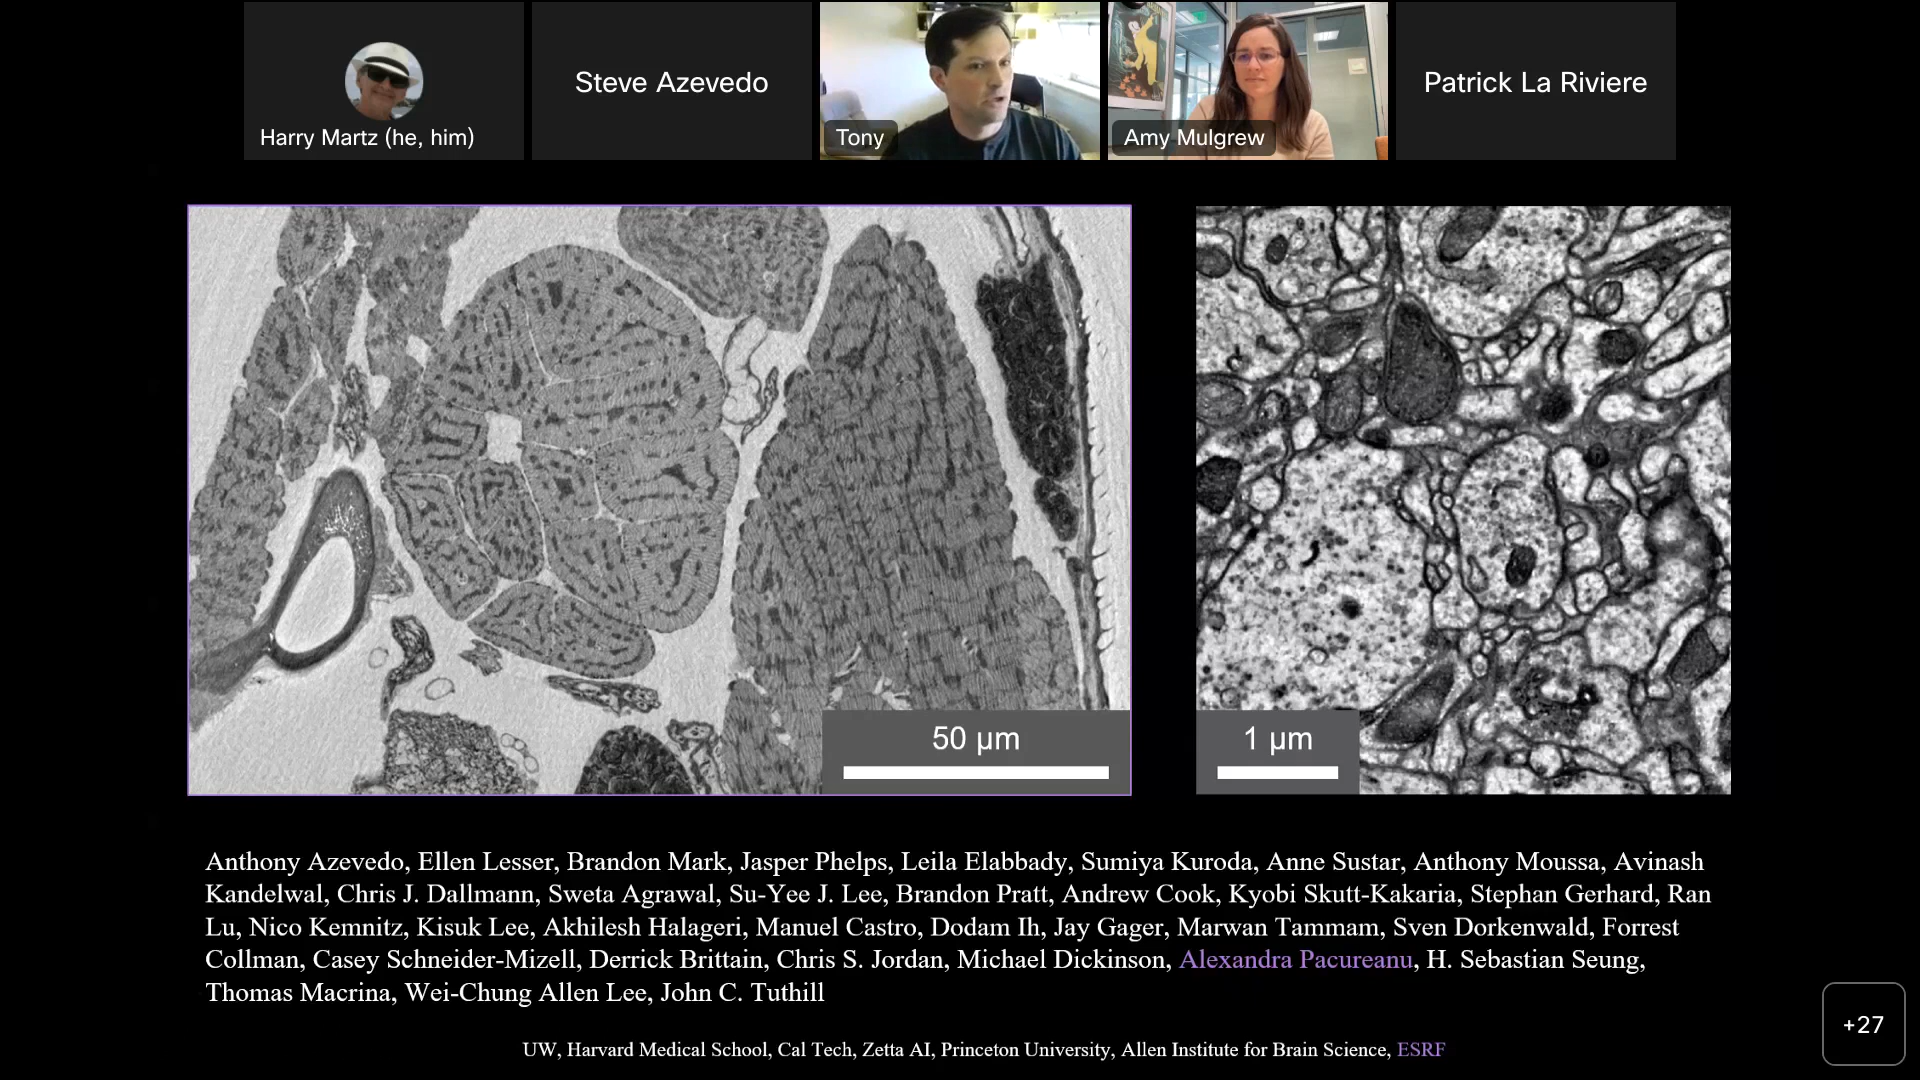 Harry Martz (he, him)
Steve Azevedo
Tony
Amy Mulgrew
Patrick La Riviere
50 µm
1 µm
Anthony Azevedo, Ellen Lesser, Brandon Mark, Jasper Phelps, Leila Elabbady, Sumiya Kuroda, Anne Sustar, Anthony Moussa, Avinash
Kandelwal, Chris J. Dallmann, Sweta Agrawal, Su-Yee J. Lee, Brandon Pratt, Andrew Cook, Kyobi Skutt-Kakaria, Stephan Gerhard, Ran
Lu, Nico Kemnitz, Kisuk Lee, Akhilesh Halageri, Manuel Castro, Dodam Ih, Jay Gager, Marwan Tammam, Sven Dorkenwald, Forrest
Collman, Casey Schneider-Mizell, Derrick Brittain, Chris S. Jordan, Michael Dickinson, Alexandra Pacureanu, H. Sebastian Seung,
Thomas Macrina, Wei-Chung Allen Lee, John C. Tuthill
+27
UW, Harvard Medical School, Cal Tech, Zetta AI, Princeton University, Allen Institute for Brain Science, ESRF